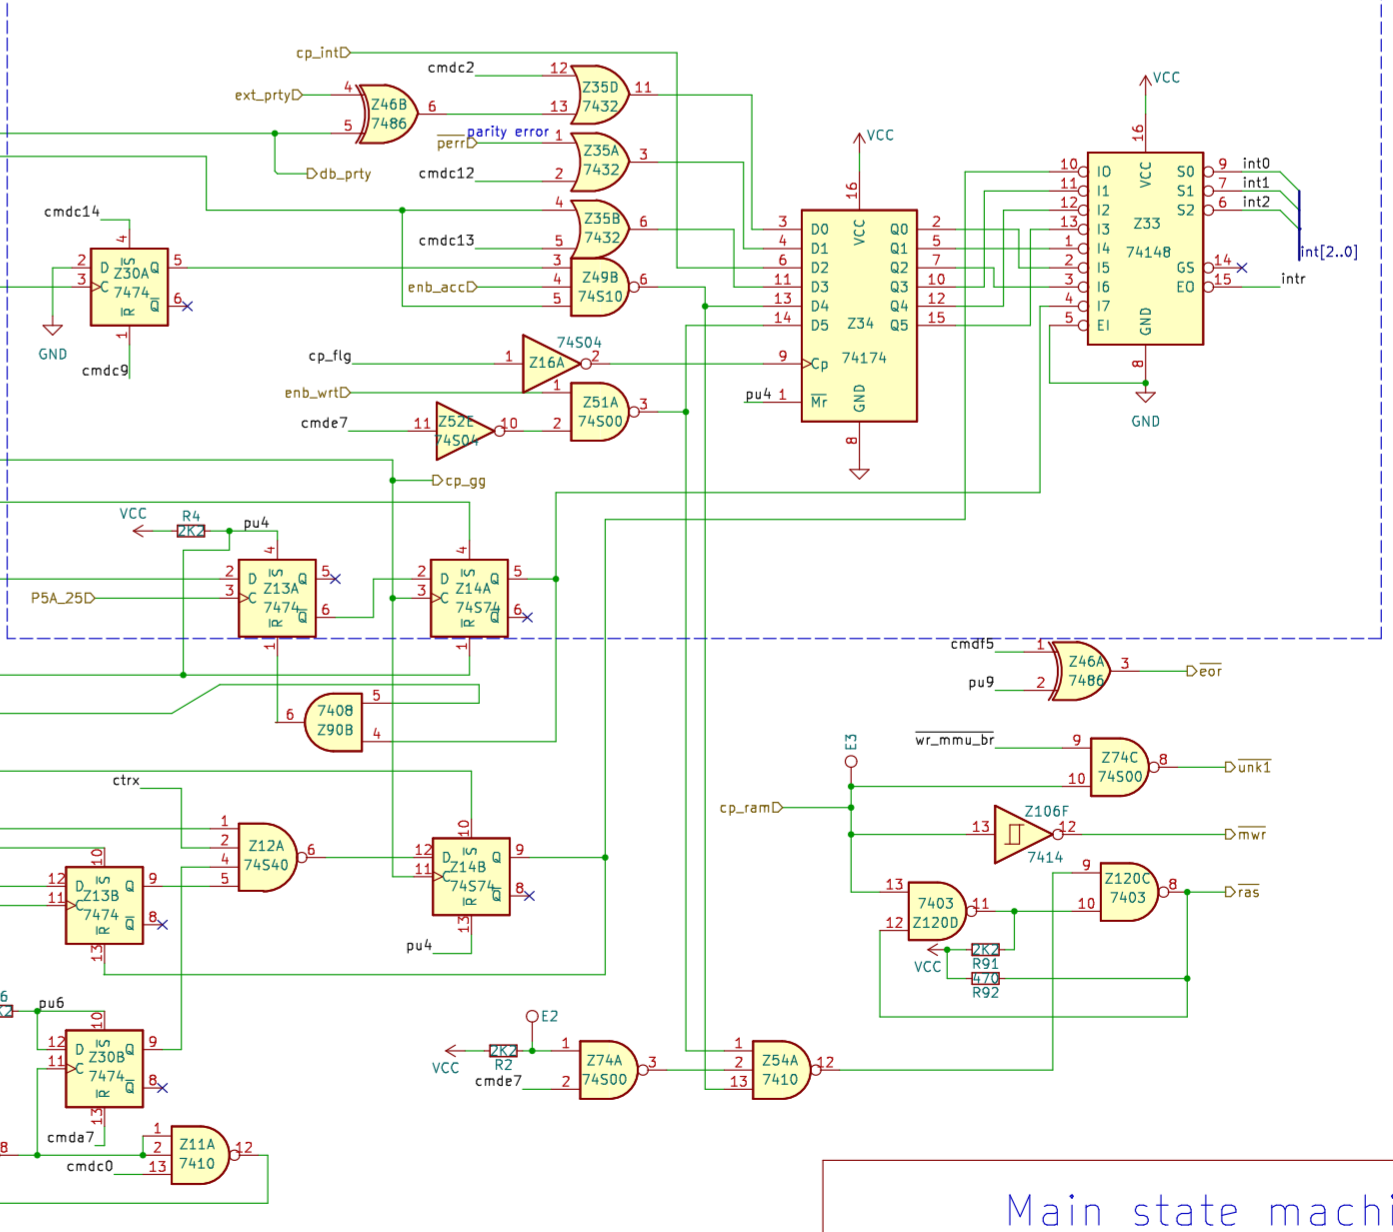 cp_int
cmdc2
12
Z35D
7432
11
13
ext_prty
4
Z46B
7486
6
5
parity error
perr
1
Z35A
7432
3
cmdc12
2
db_prty
4
Z35B
7432
6
cmdc13
5
cmdc14
4
2
D
S
Q
5
Z30A
3
C
7474
Q
6
R
1
GND
cmdc9
3
Z49B
6
enb_acc
4
74S10
5
74S04
cp_flg
1
Z16A
2
enb_wrt
1
Z51A
3
74S00
cmde7
11
Z52E
10
74S04
2
VCC
16
VCC
3
D0
Q0
2
4
D1
Q1
5
6
D2
Q2
7
11
D3
Q3
10
13
D4
Q4
12
14
D5
Q5
15
Z34
9
Cp
74174
pu4
1
Mr
GND
8
VCC
16
VCC
10
I0
S0
9
int0
11
I1
S1
7
int1
12
I2
S2
6
int2
13
I3
Z33
1
I4
74148
int[2..0]
2
I5
GS
14
3
I6
EO
15
intr
4
I7
5
EI
GND
8
GND
cp_gg
VCC
R4
2K2
pu4
4
2
D
S
Q
5
Z13A
P5A_25
3
C
7474
Q
6
R
1
4
2
D
S
Q
5
Z14A
3
C
74S74
Q
6
R
1
7408
Z90B
5
6
4
cmdf5
1
Z46A
7486
3
eor
pu9
2
wr_mmu_br
9
Z74C
74S00
8
unk1
10
E3
cp_ram
Z106F
13
12
7414
mwr
13
7403
Z120D
11
12
9
Z120C
7403
8
ras
10
VCC
2K2
R91
470
R92
ctrx
1
2
Z12A
74S40
6
4
5
10
12
D
S
Q
9
Z13B
11
C
7474
Q
8
R
13
10
12
D
S
Q
9
Z14B
11
C
74S74
Q
8
R
13
pu4
6
pu6
10
12
D
S
Q
9
Z30B
11
C
7474
Q
8
R
13
cmda7
8
1
2
Z11A
7410
12
cmdc0
13
E2
VCC
2K2
R2
1
Z74A
74S00
3
cmde7
2
1
Z54A
7410
12
2
13
Main state machi